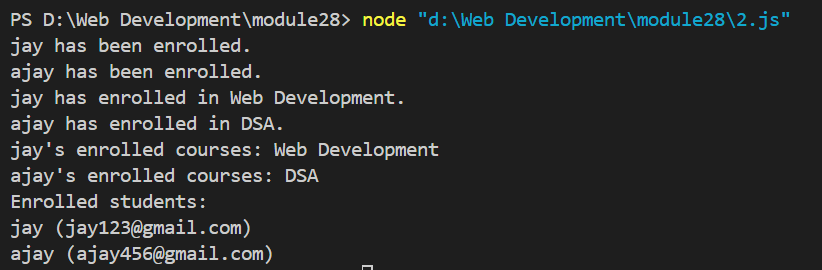 PS D:\Web Development\module28> node "d:\Web Development\module28\2.js"
jay has been enrolled.
ajay has been enrolled.
jay has enrolled in Web Development.
ajay has enrolled in DSA.
jay's enrolled courses: Web Development
ajay's enrolled courses: DSA
Enrolled students:
jay (jay123@gmail.com)
ajay (ajay456@gmail.com)